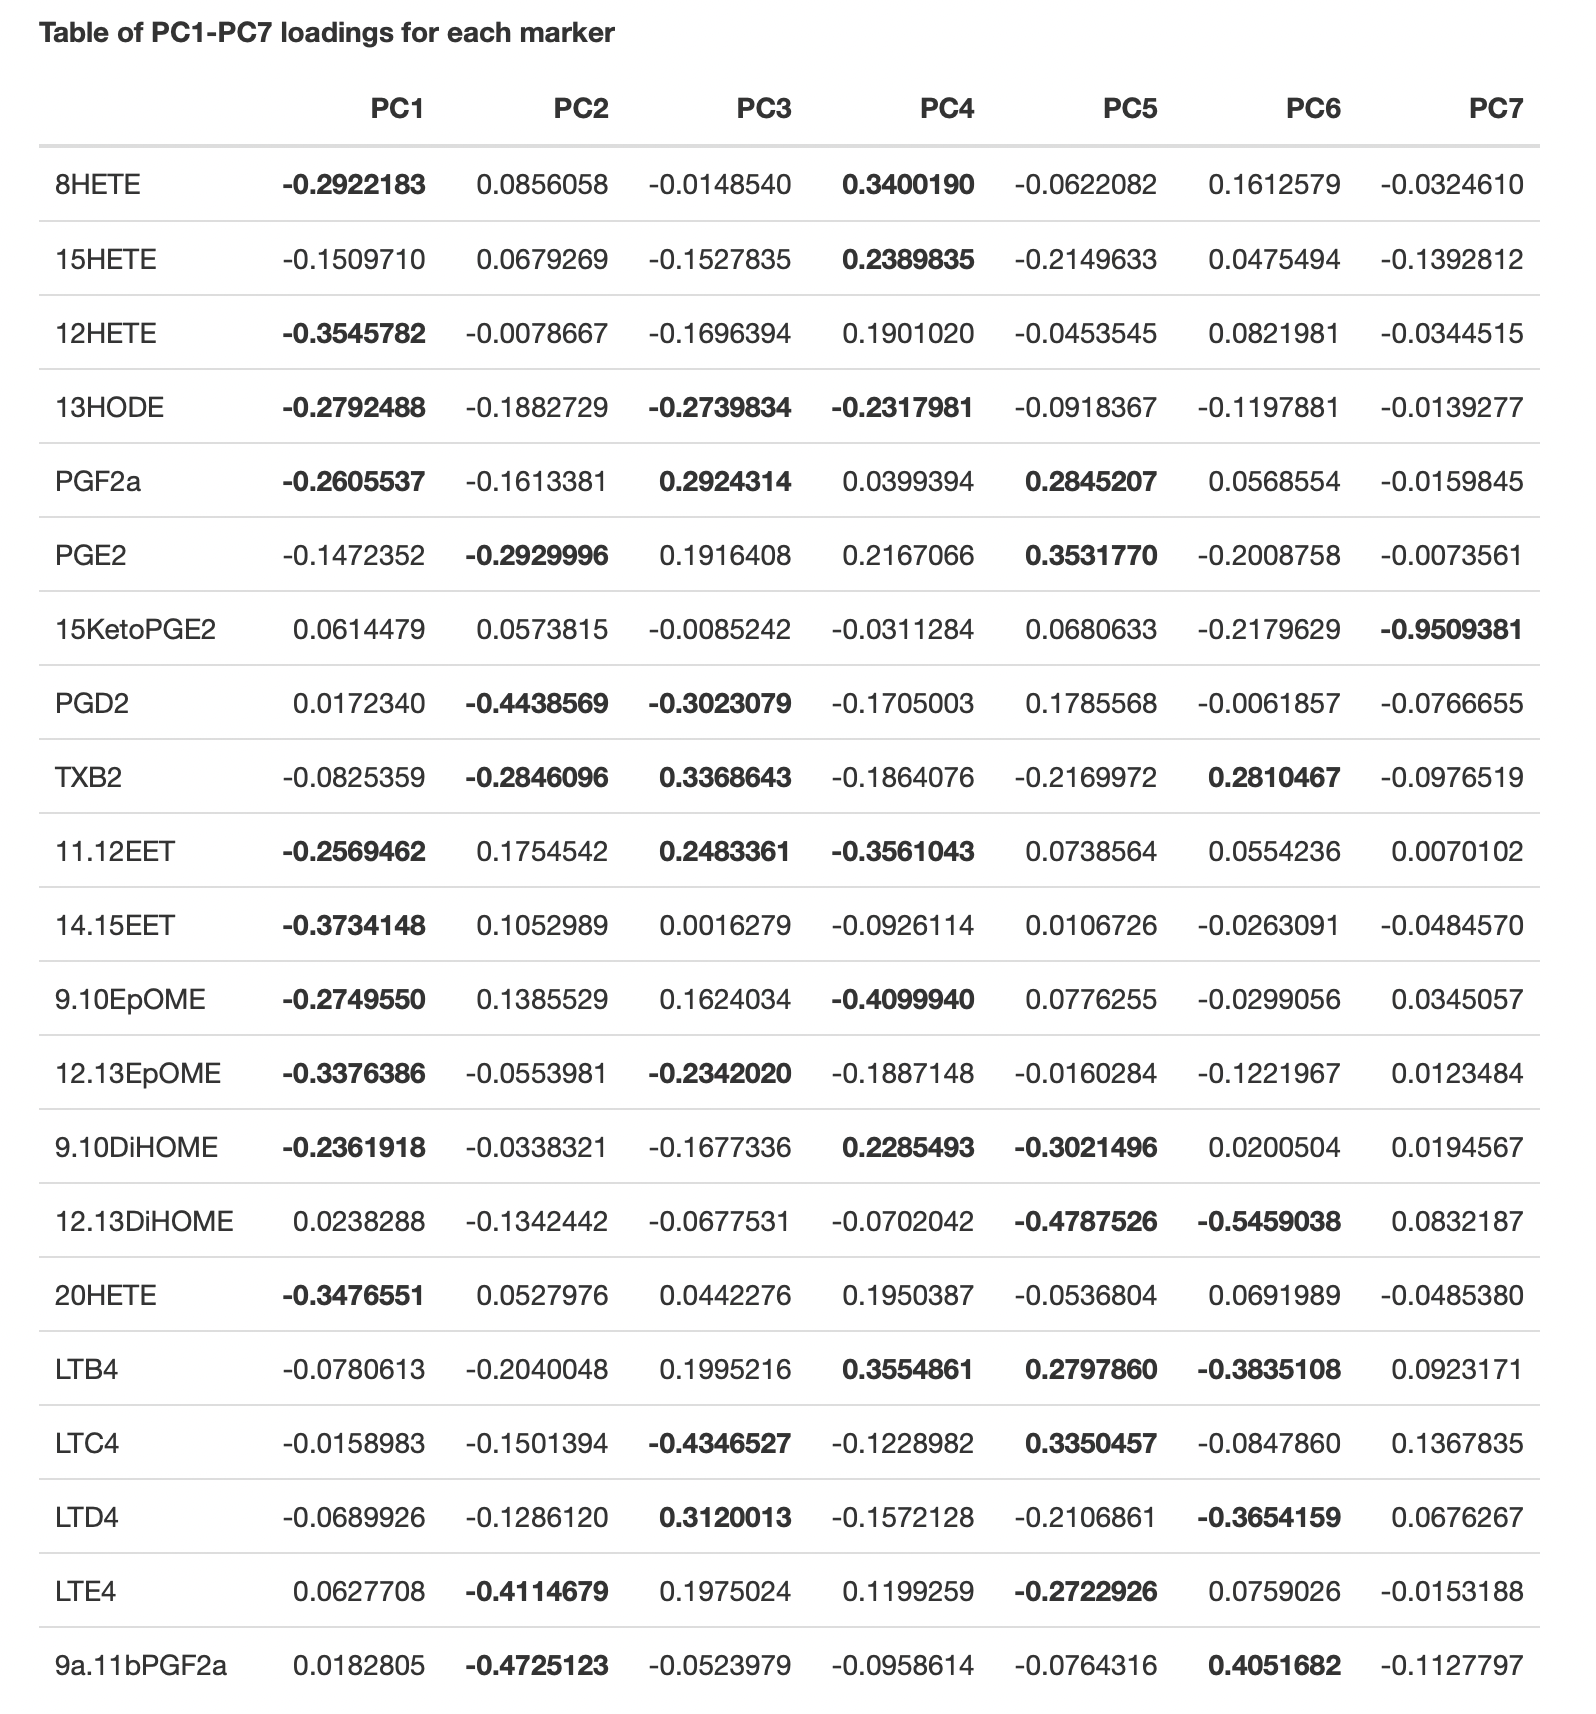 Table of PC1-PC7 loadings for each marker
PC1 PC2 PC3 PC4 PC5 PC6 PC7
8HETE -0.2922183 0.0856058 -0.0148540 0.3400190 -0.0622082 0.1612579 -0.0324610
15HETE -0.1509710 0.0679269 -0.1527835 0.2389835 -0.2149633 0.0475494 -0.1392812
12HETE -0.3545782 -0.0078667 -0.1696394 0.1901020 -0.0453545 0.0821981 -0.0344515
13HODE -0.2792488 -0.1882729 -0.2739834 -0.2317981 -0.0918367 -0.1197881 -0.0139277
PGF2a -0.2605537 -0.1613381 0.2924314 0.0399394 0.2845207 0.0568554 -0.0159845
PGE2 -0.1472352 -0.2929996 0.1916408 0.2167066 0.3531770 -0.2008758 -0.0073561
15KetoPGE2 0.0614479 0.0573815 -0.0085242 -0.0311284 0.0680633 -0.2179629 -0.9509381
PGD2 0.0172340 -0.4438569 -0.3023079 -0.1705003 0.1785568 -0.0061857 -0.0766655
TXB2 -0.0825359 -0.2846096 0.3368643 -0.1864076 -0.2169972 0.2810467 -0.0976519
11.12EET -0.2569462 0.1754542 0.2483361 -0.3561043 0.0738564 0.0554236 0.0070102
14.15EET -0.3734148 0.1052989 0.0016279 -0.0926114 0.0106726 -0.0263091 -0.0484570
9.10EpOME -0.2749550 0.1385529 0.1624034 -0.4099940 0.0776255 -0.0299056 0.0345057
12.13EpOME -0.3376386 -0.0553981 -0.2342020 -0.1887148 -0.0160284 -0.1221967 0.0123484
9.10DiHOME -0.2361918 -0.0338321 -0.1677336 0.2285493 -0.3021496 0.0200504 0.0194567
12.13DiHOME 0.0238288 -0.1342442 -0.0677531 -0.0702042 -0.4787526 -0.5459038 0.0832187
20HETE -0.3476551 0.0527976 0.0442276 0.1950387 -0.0536804 0.0691989 -0.0485380
LTB4 -0.0780613 -0.2040048 0.1995216 0.3554861 0.2797860 -0.3835108 0.0923171
LTC4 -0.0158983 -0.1501394 -0.4346527 -0.1228982 0.3350457 -0.0847860 0.1367835
LTD4 -0.0689926 -0.1286120 0.3120013 -0.1572128 -0.2106861 -0.3654159 0.0676267
LTE4 0.0627708 -0.4114679 0.1975024 0.1199259 -0.2722926 0.0759026 -0.0153188
9a.11bPGF2a 0.0182805 -0.4725123 -0.0523979 -0.0958614 -0.0764316 0.4051682 -0.1127797